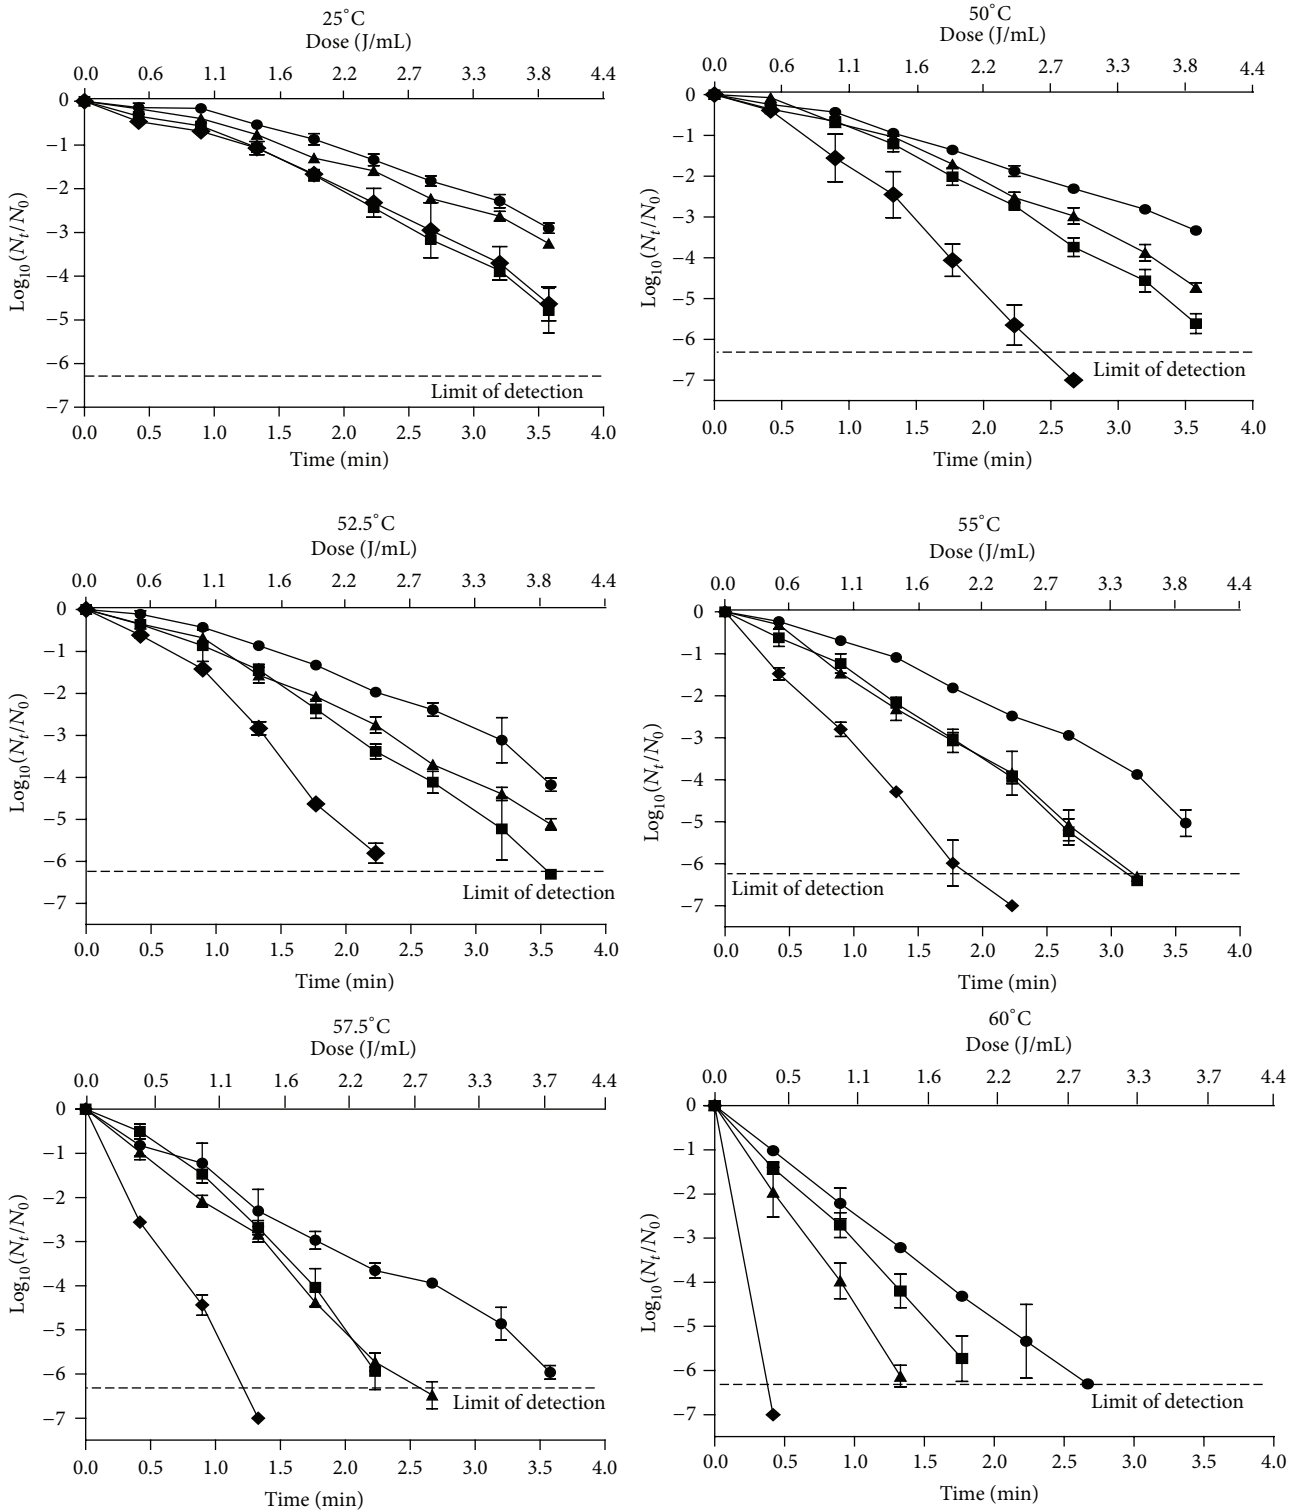 25°C
Dose (J/mL)
0.0 0.6 1.1 1.6 2.2 2.7 3.3 3.9 4.4
0
−1
−2
−3
−4
−5
−6
−7
Log10(Nt/N0)
Limit of detection
0.0 0.5 1.0 1.5 2.0 2.5 3.0 3.5 4.0
Time (min)
50°C
Dose (J/mL)
0.0 0.6 1.1 1.6 2.2 2.7 3.3 3.8 4.4
0
−1
−2
−3
−4
−5
−6
−7
Log10(Nt/N0)
Limit of detection
0.0 0.5 1.0 1.5 2.0 2.5 3.0 3.5 4.0
Time (min)
52.5°C
Dose (J/mL)
0.0 0.6 1.1 1.6 2.2 2.7 3.3 3.9 4.4
0
−1
−2
−3
−4
−5
−6
−7
Log10(Nt/N0)
Limit of detection
0.0 0.5 1.0 1.5 2.0 2.5 3.0 3.5 4.0
Time (min)
55°C
Dose (J/mL)
0.0 0.6 1.1 1.6 2.2 2.7 3.3 3.8 4.4
0
−1
−2
−3
−4
−5
−6
−7
Log10(Nt/N0)
Limit of detection
0.0 0.5 1.0 1.5 2.0 2.5 3.0 3.5 4.0
Time (min)
57.5°C
Dose (J/mL)
0.0 0.5 1.1 1.6 2.2 2.7 3.3 3.7 4.4
0
−1
−2
−3
−4
−5
−6
−7
Log10(Nt/N0)
Limit of detection
0.0 0.5 1.0 1.5 2.0 2.5 3.0 3.5 4.0
Time (min)
60°C
Dose (J/mL)
0.0 0.5 1.1 1.6 2.2 2.7 3.3 3.7 4.4
0
−1
−2
−3
−4
−5
−6
−7
Log10(Nt/N0)
Limit of detection
0.0 0.5 1.0 1.5 2.0 2.5 3.0 3.5 4.0
Time (min)